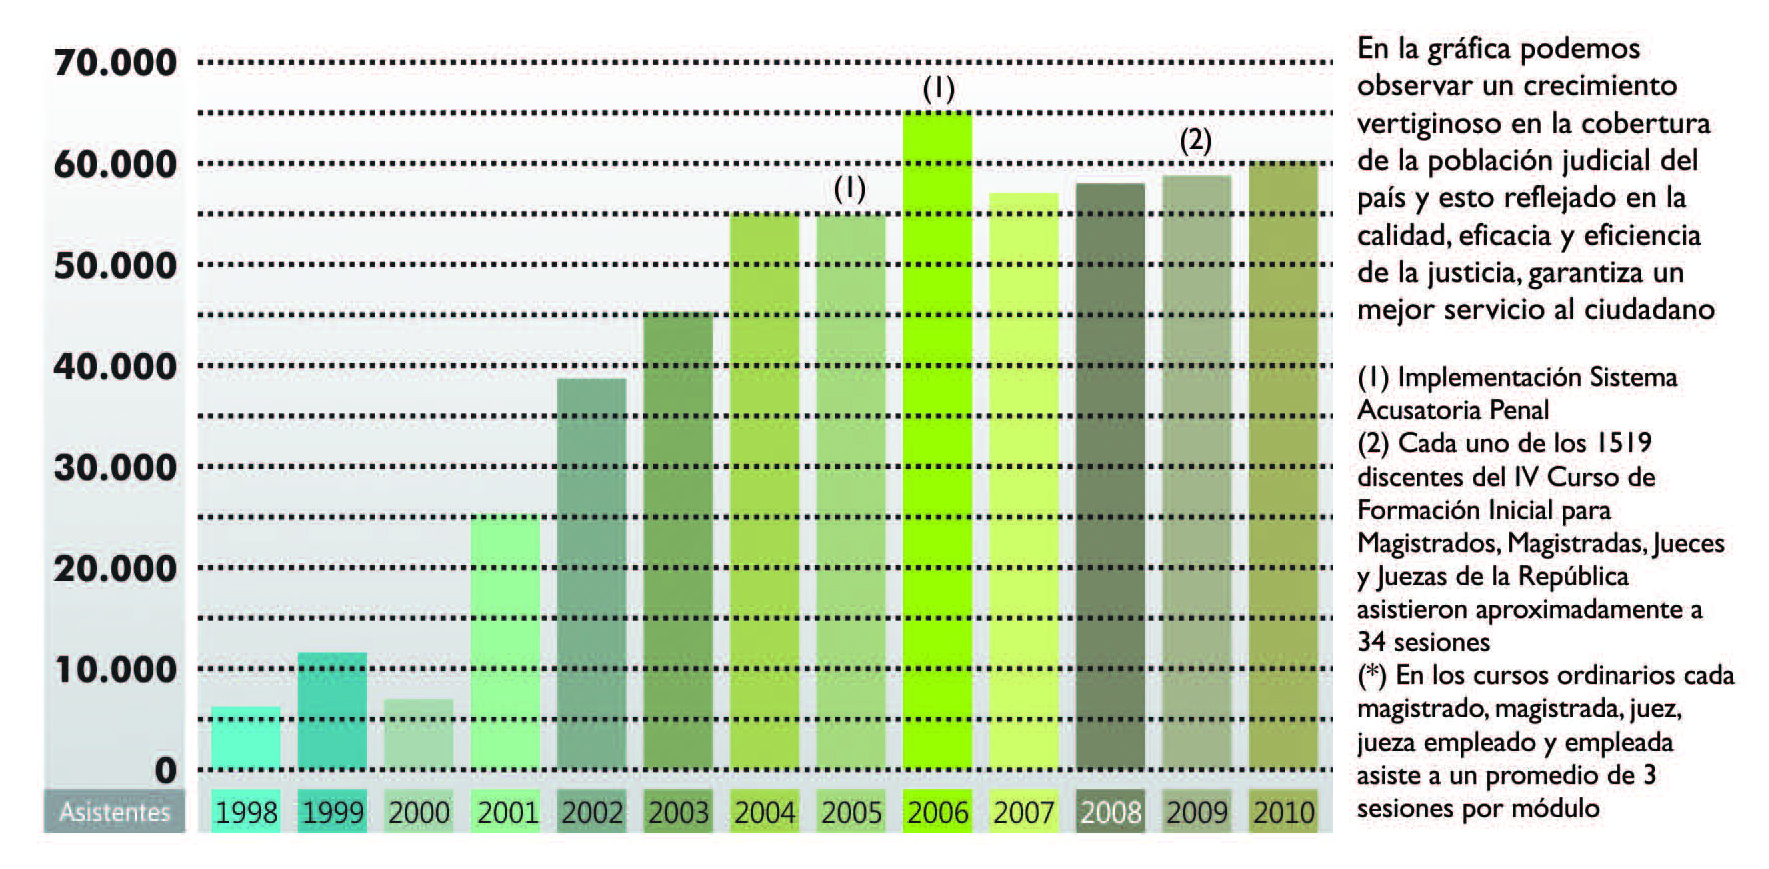 70.000
60.000
50.000
40.000
30.000
20.000
10.000
0
(1)
(1)
(2)
Asistentes 1998 1999 2000 2001 2002 2003 2004 2005 2006 2007 2008 2009 2010
En la gráfica podemos
observar un crecimiento
vertiginoso en la cobertura
de la población judicial del
país y esto reflejado en la
calidad, eficacia y eficiencia
de la justicia, garantiza un
mejor servicio al ciudadano
(1) Implementación Sistema
Acusatoria Penal
(2) Cada uno de los 1519
discentes del IV Curso de
Formación Inicial para
Magistrados, Magistradas, Jueces
y Juezas de la República
asistieron aproximadamente a
34 sesiones
(*) En los cursos ordinarios cada
magistrado, magistrada, juez,
jueza empleado y empleada
asiste a un promedio de 3
sesiones por módulo